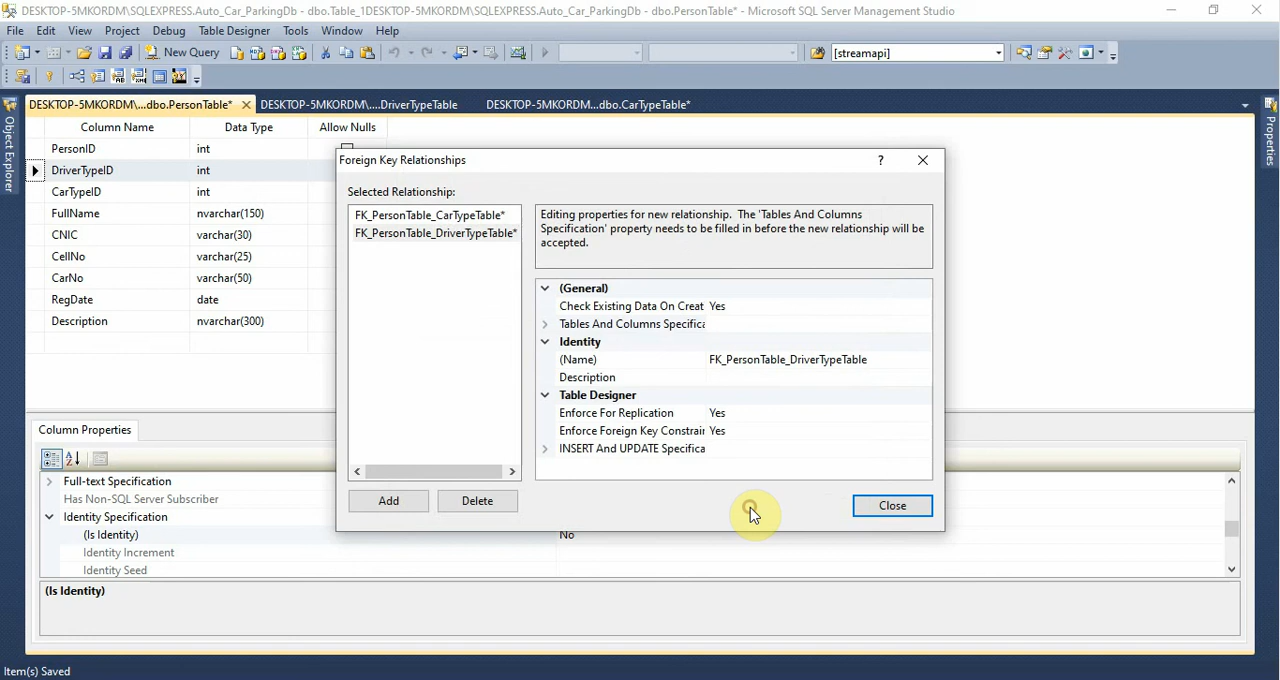 DESKTOP-5MKORDM\SQLEXPRESS.Auto_Car_ParkingDb - dbo.Table_1DESKTOP-5MKORDM\SQLEXPRESS.Auto_Car_ParkingDb - dbo.PersonTable* - Microsoft SQL Server Management Studio
File Edit View Project Debug Table Designer Tools Window Help
New Query [streamapi]
DESKTOP-5MKORDM\...dbo.PersonTable* DESKTOP-5MKORDM\....DriverTypeTable DESKTOP-5MKORDM...dbo.CarTypeTable*
Object Explorer
Properties
Column Name Data Type Allow Nulls
PersonID int
DriverTypeID int
CarTypeID int
FullName nvarchar(150)
CNIC varchar(30)
CellNo varchar(25)
CarNo varchar(50)
RegDate date
Description nvarchar(300)
Foreign Key Relationships ?
Selected Relationship:
FK_PersonTable_CarTypeTable*
FK_PersonTable_DriverTypeTable*
Editing properties for new relationship. The 'Tables And Columns
Specification' property needs to be filled in before the new relationship will be
accepted.
(General)
Check Existing Data On Creat Yes
Tables And Columns Specifica
Identity
(Name) FK_PersonTable_DriverTypeTable
Description
Table Designer
Enforce For Replication Yes
Enforce Foreign Key Constrair Yes
INSERT And UPDATE Specifica
Add Delete Close
Column Properties
Full-text Specification
Has Non-SQL Server Subscriber
Identity Specification
(Is Identity) No
Identity Increment
Identity Seed
(Is Identity)
Item(s) Saved